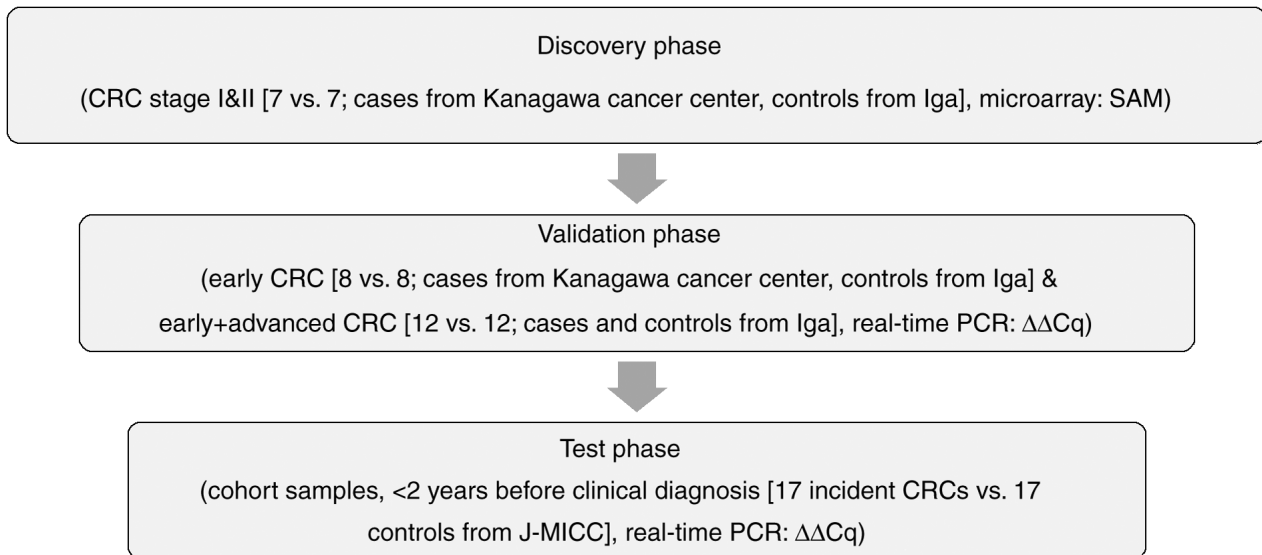 Discovery phase
(CRC stage I&II [7 vs. 7; cases from Kanagawa cancer center, controls from Iga], microarray: SAM)
Validation phase
(early CRC [8 vs. 8; cases from Kanagawa cancer center, controls from Iga] &
early+advanced CRC [12 vs. 12; cases and controls from Iga], real-time PCR: ΔΔCq)
Test phase
(cohort samples, <2 years before clinical diagnosis [17 incident CRCs vs. 17
controls from J-MICC], real-time PCR: ΔΔCq)